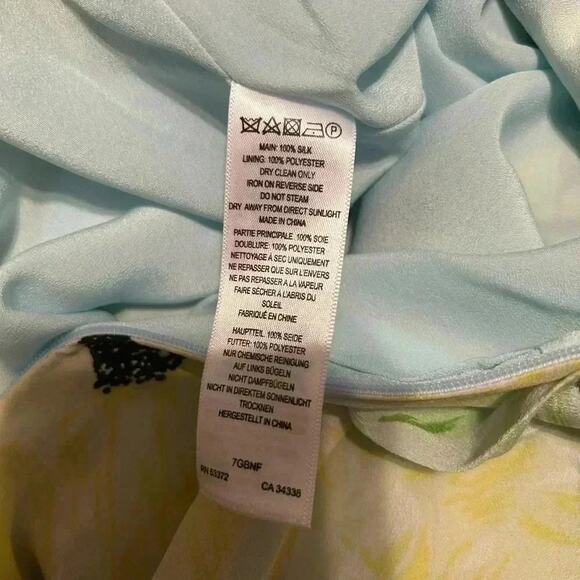 MAIN: 100% SILK
LINING: 100% POLYESTER
DRY CLEAN ONLY
IRON ON REVERSE SIDE
DO NOT STEAM
DRY AWAY FROM DIRECT SUNLIGHT
MADE IN CHINA
PARTIE PRINCIPALE: 100% SOIE
DOUBLURE: 100% POLYESTER
NETTOYAGE À SEC UNIQUEMENT
NE REPASSER QUE SUR L'ENVERS
NE PAS REPASSER A LA VAPEUR
FAIRE SÉCHER À L'ABRIS DU
SOLEIL
FABRIQUÉ EN CHINE
HAUPTTEIL: 100% SEIDE
FUTTER: 100% POLYESTER
NUR CHEMISCHE REINIGUNG
AUF LINKS BÜGELN
NICHT DAMPFBÜGELN
NICHT IN DIREKTEM SONNENLICHT
TROCKNEN
HERGESTELLT IN CHINA
7GBNF
RN 53372 CA 34338